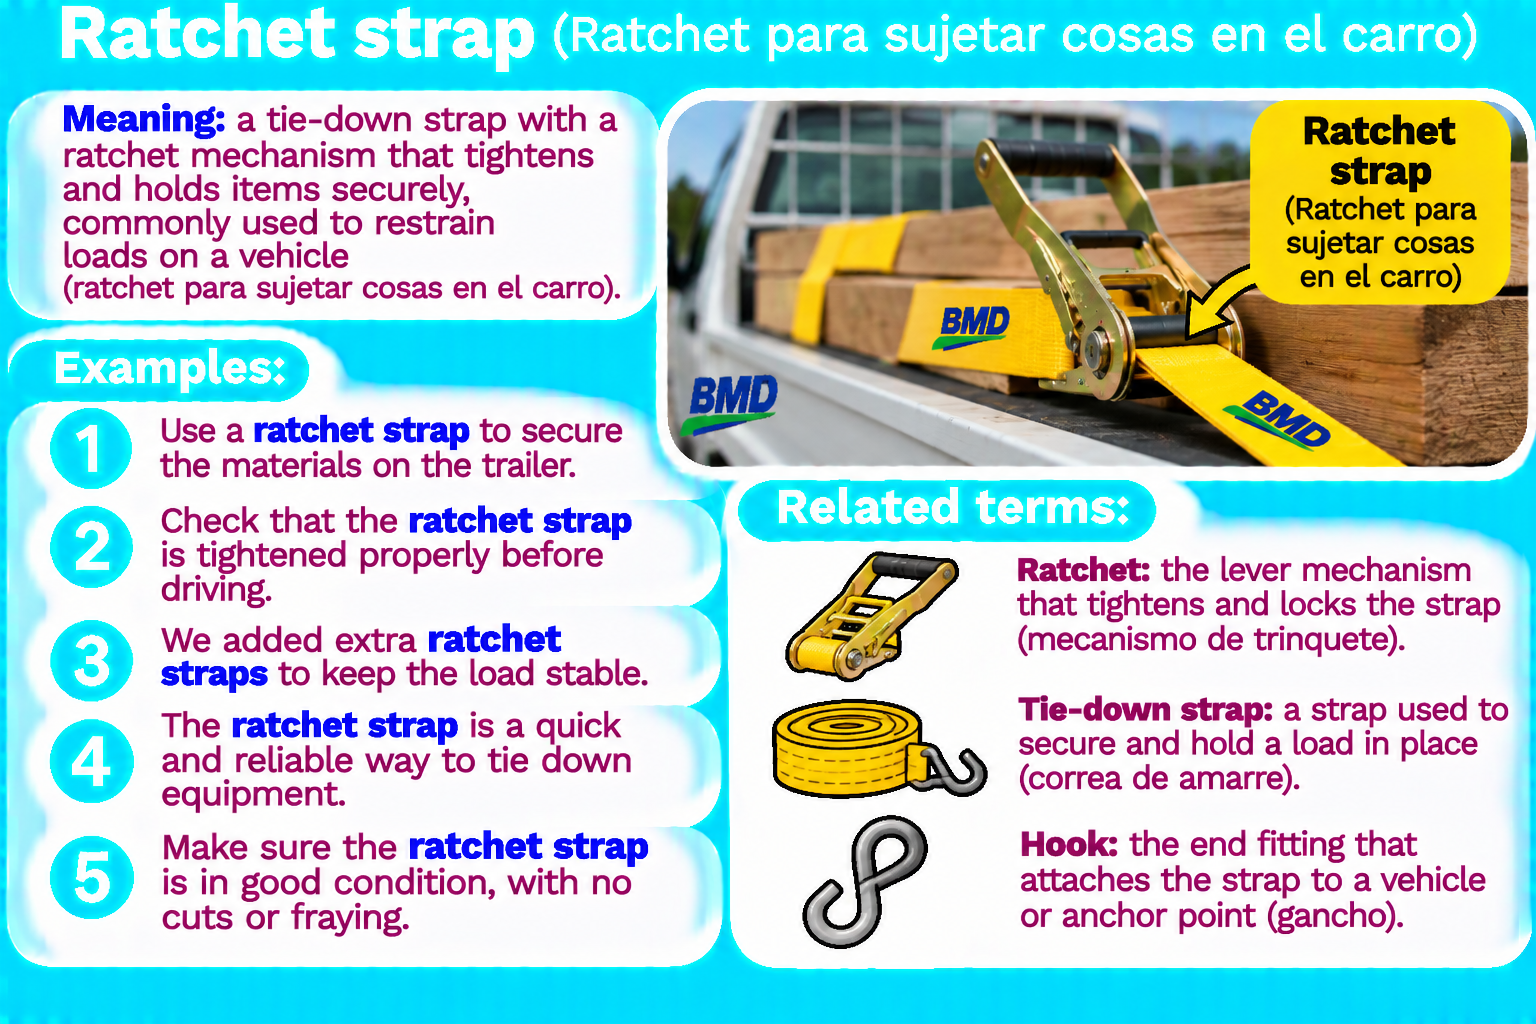 Ratchet strap (Ratchet para sujetar cosas en el carro)
Meaning: a tie-down strap with a
ratchet mechanism that tightens
and holds items securely,
commonly used to restrain
loads on a vehicle
(ratchet para sujetar cosas en el carro).
Ratchet
strap
(Ratchet para
sujetar cosas
en el carro)
BMD
BMD
BMD
Examples:
1
Use a ratchet strap to secure
the materials on the trailer.
2
Check that the ratchet strap
is tightened properly before
driving.
3
We added extra ratchet
straps to keep the load stable.
4
The ratchet strap is a quick
and reliable way to tie down
equipment.
5
Make sure the ratchet strap
is in good condition, with no
cuts or fraying.
Related terms:
Ratchet: the lever mechanism
that tightens and locks the strap
(mecanismo de trinquete).
Tie-down strap: a strap used to
secure and hold a load in place
(correa de amarre).
Hook: the end fitting that
attaches the strap to a vehicle
or anchor point (gancho).